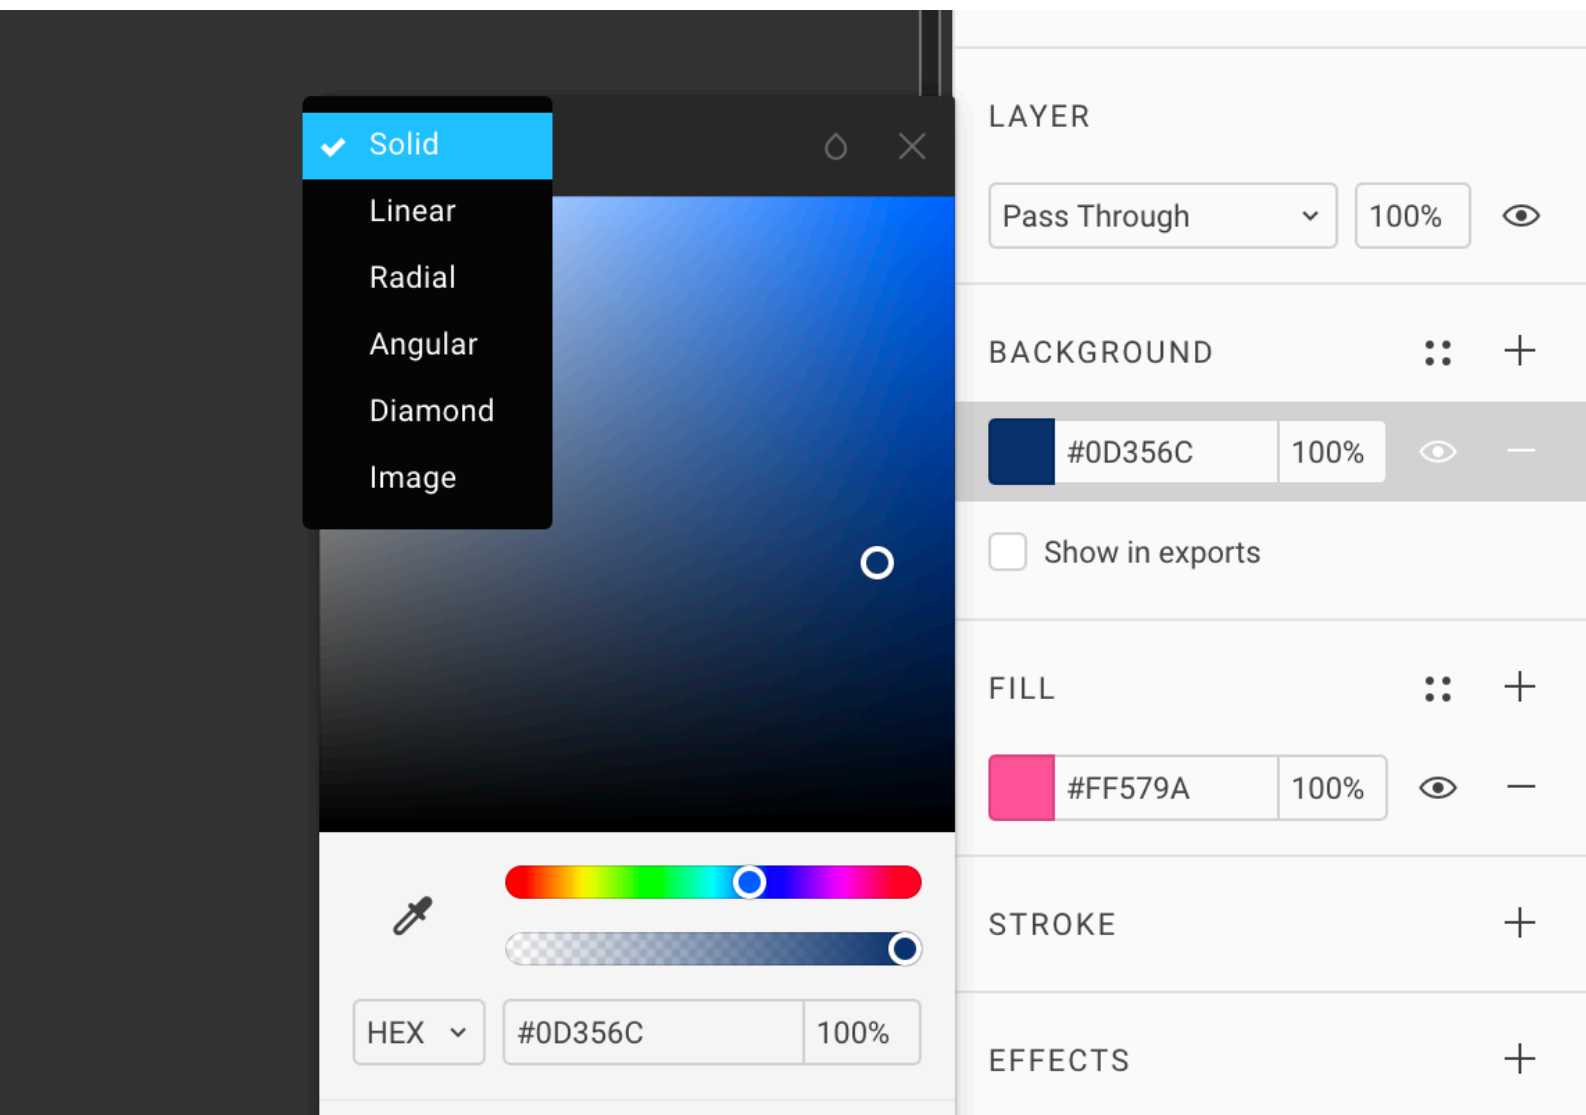 Solid
Linear
Radial
Angular
Diamond
Image
HEX
#0D356C
100%
LAYER
Pass Through
100%
BACKGROUND
#0D356C
100%
Show in exports
FILL
#FF579A
100%
STROKE
EFFECTS